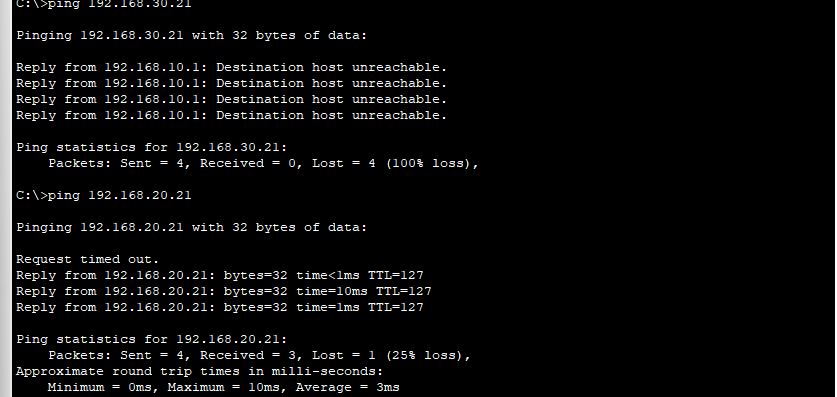 C:\>ping 192.168.30.21
Pinging 192.168.30.21 with 32 bytes of data:
Reply from 192.168.10.1: Destination host unreachable.
Reply from 192.168.10.1: Destination host unreachable.
Reply from 192.168.10.1: Destination host unreachable.
Reply from 192.168.10.1: Destination host unreachable.
Ping statistics for 192.168.30.21:
    Packets: Sent = 4, Received = 0, Lost = 4 (100% loss),
C:\>ping 192.168.20.21
Pinging 192.168.20.21 with 32 bytes of data:
Request timed out.
Reply from 192.168.20.21: bytes=32 time<1ms TTL=127
Reply from 192.168.20.21: bytes=32 time=10ms TTL=127
Reply from 192.168.20.21: bytes=32 time=1ms TTL=127
Ping statistics for 192.168.20.21:
    Packets: Sent = 4, Received = 3, Lost = 1 (25% loss),
Approximate round trip times in milli-seconds:
    Minimum = 0ms, Maximum = 10ms, Average = 3ms